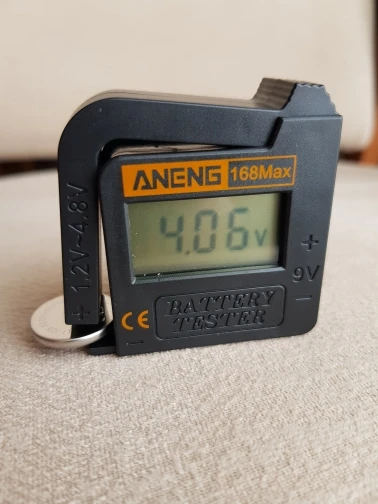 ANENG 168Max
4.06v
+ 1.2V~4.8V
+
9V
−
CE
BATTERY
TESTER
−